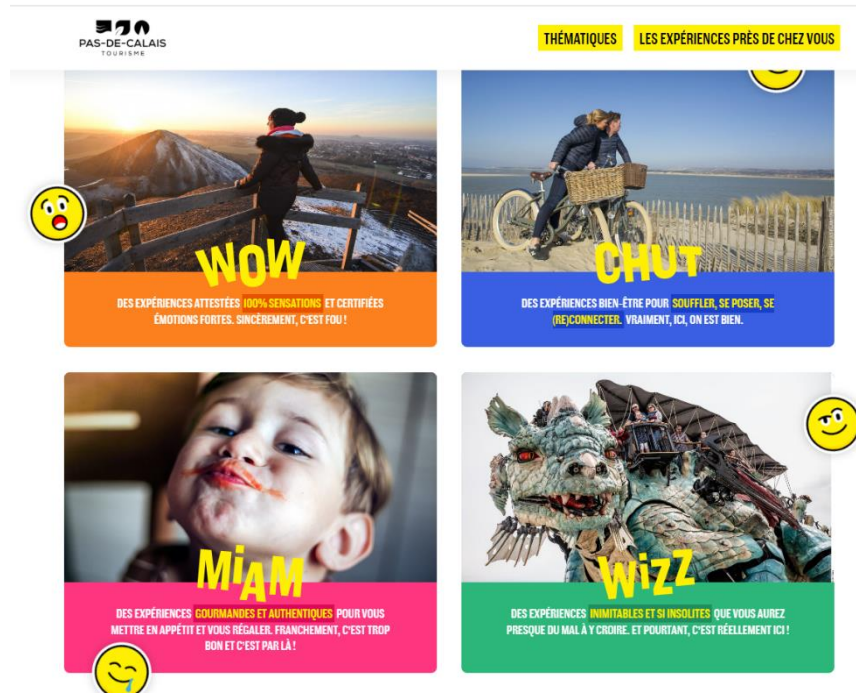 PAS-DE-CALAIS
TOURISME
THÉMATIQUES
LES EXPÉRIENCES PRÈS DE CHEZ VOUS
WOW
DES EXPÉRIENCES ATTESTÉES 100% SENSATIONS ET CERTIFIÉES
ÉMOTIONS FORTES. SINCÈREMENT, C'EST FOU !
CHUT
DES EXPÉRIENCES BIEN-ÊTRE POUR SOUFFLER, SE POSER, SE
(RE)CONNECTER. VRAIMENT, ICI, ON EST BIEN.
MiAM
DES EXPÉRIENCES GOURMANDES ET AUTHENTIQUES POUR VOUS
METTRE EN APPÉTIT ET VOUS RÉGALER. FRANCHEMENT, C'EST TROP
BON ET C'EST PAR LÀ !
WiZZ
DES EXPÉRIENCES INIMITABLES ET SI INSOLITES QUE VOUS AUREZ
PRESQUE DU MAL À Y CROIRE. ET POURTANT, C'EST RÉELLEMENT ICI !